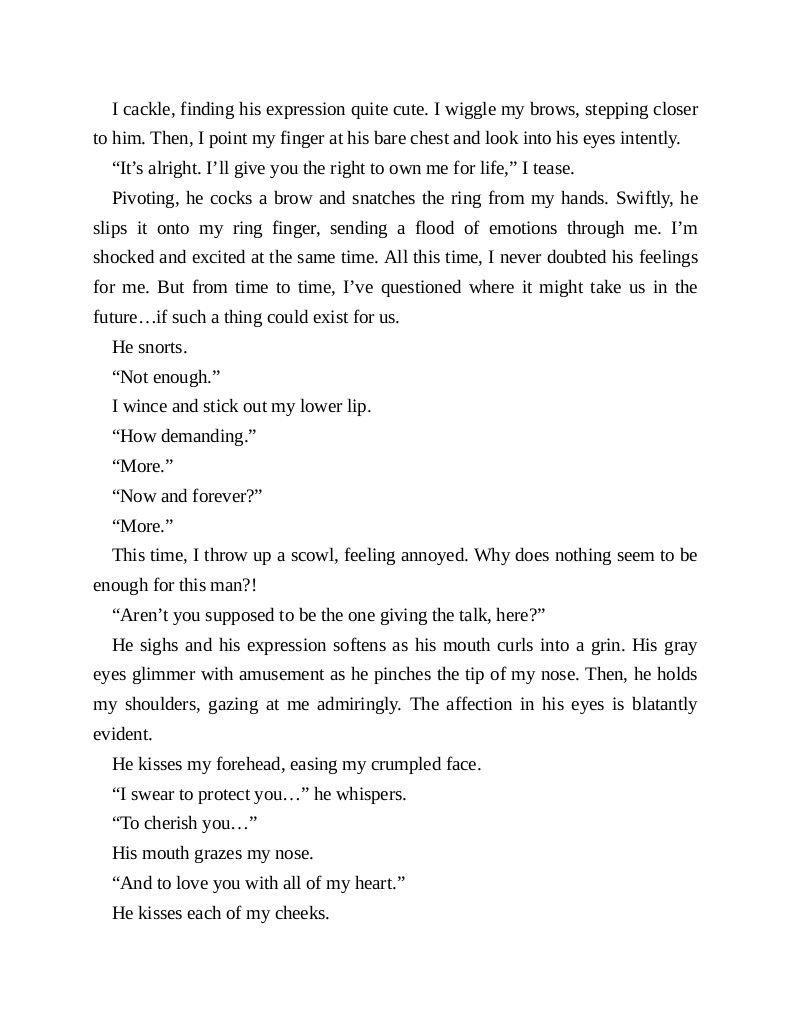 I cackle, finding his expression quite cute. I wiggle my brows, stepping closer
to him. Then, I point my finger at his bare chest and look into his eyes intently.
“It’s alright. I’ll give you the right to own me for life,” I tease.
Pivoting, he cocks a brow and snatches the ring from my hands. Swiftly, he
slips it onto my ring finger, sending a flood of emotions through me. I’m
shocked and excited at the same time. All this time, I never doubted his feelings
for me. But from time to time, I’ve questioned where it might take us in the
future…if such a thing could exist for us.
He snorts.
“Not enough.”
I wince and stick out my lower lip.
“How demanding.”
“More.”
“Now and forever?”
“More.”
This time, I throw up a scowl, feeling annoyed. Why does nothing seem to be
enough for this man?!
“Aren’t you supposed to be the one giving the talk, here?”
He sighs and his expression softens as his mouth curls into a grin. His gray
eyes glimmer with amusement as he pinches the tip of my nose. Then, he holds
my shoulders, gazing at me admiringly. The affection in his eyes is blatantly
evident.
He kisses my forehead, easing my crumpled face.
“I swear to protect you…” he whispers.
“To cherish you…”
His mouth grazes my nose.
“And to love you with all of my heart.”
He kisses each of my cheeks.